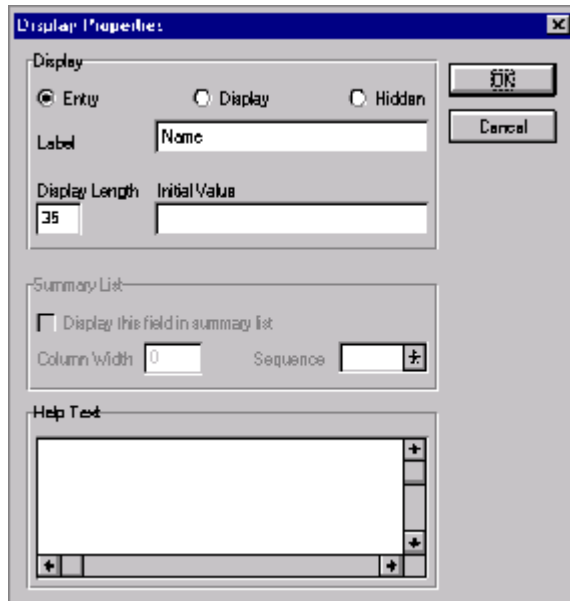 Display Properties
Display
Entry
Display
Hidden
OK
Cancel
Label
Name
Display Length
Initial Value
35
Summary List
Display this field in summary list
Column Width
0
Sequence
Help Text